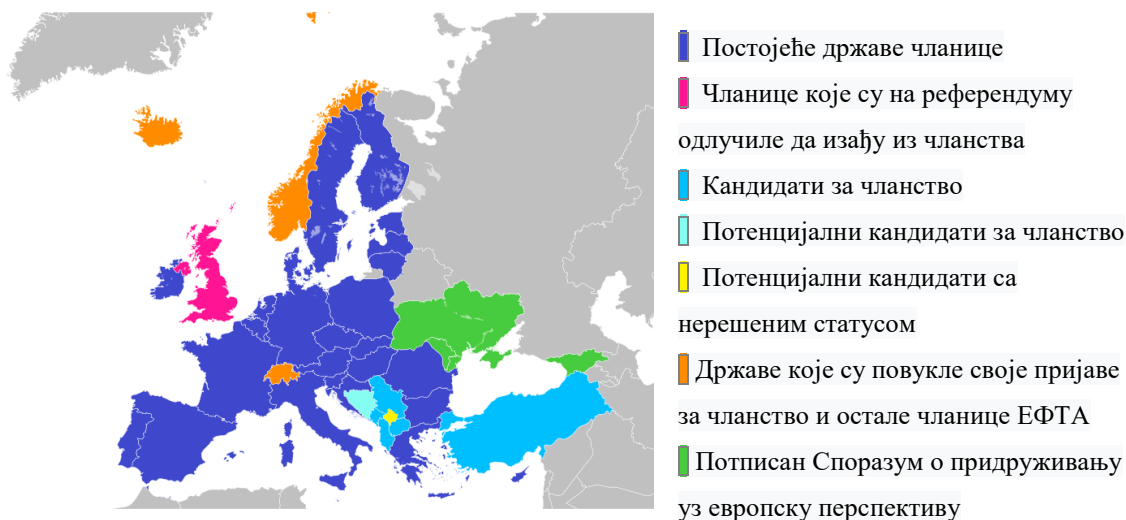 Постојеће државе чланице
Чланице које су на референдуму
одлучиле да изађу из чланства
Кандидати за чланство
Потенцијални кандидати за чланство
Потенцијални кандидати са
нерешеним статусом
Државе које су повукле своје пријаве
за чланство и остале чланице ЕФТА
Потписан Споразум о придруживању
уз европску перспективу